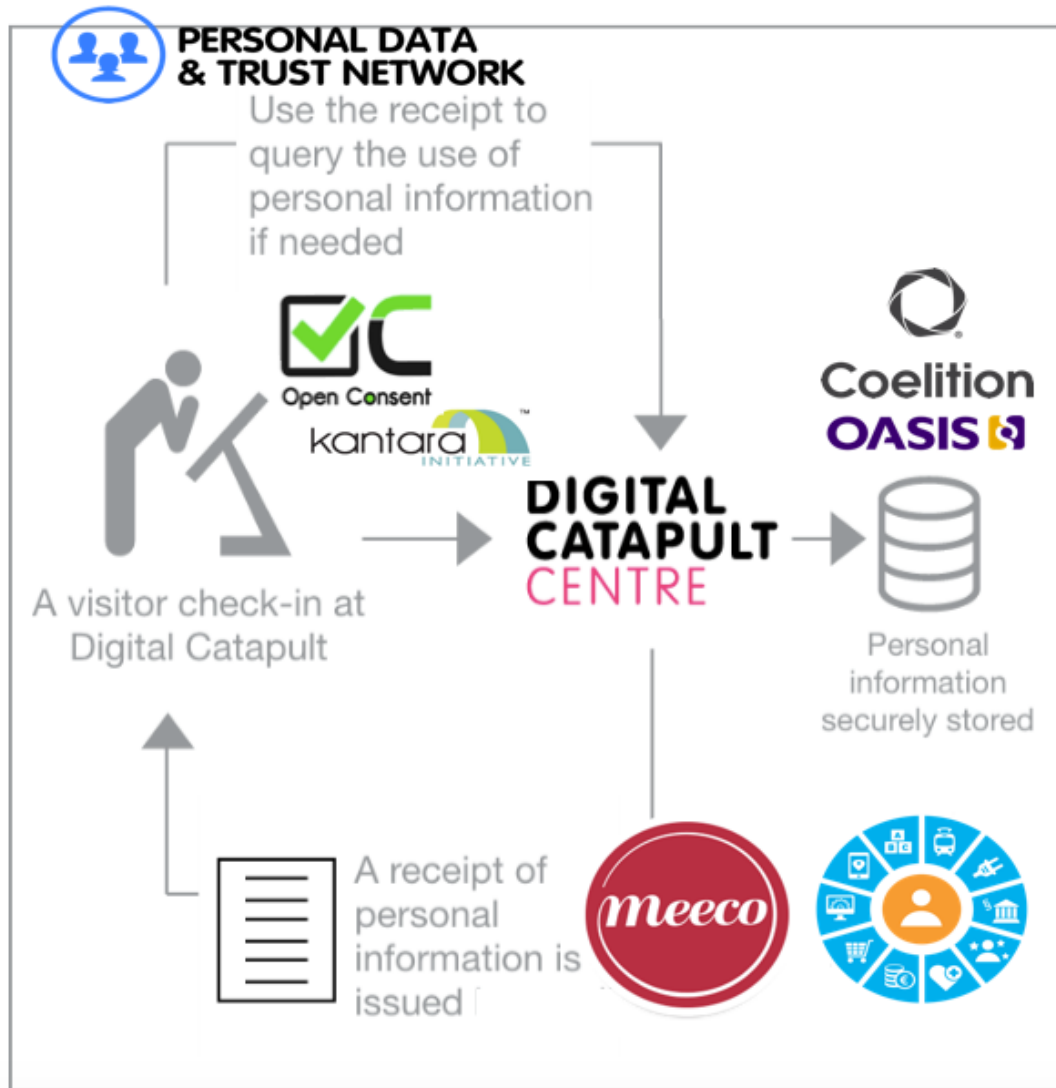 PERSONAL DATA
& TRUST NETWORK
Use the receipt to
query the use of
personal information
if needed
Open Consent
kantara
INITIATIVE
™
Coelition
OASIS
DIGITAL
CATAPULT
CENTRE
A visitor check-in at
Digital Catapult
Personal
information
securely stored
A receipt of
personal
information is
issued
meeco